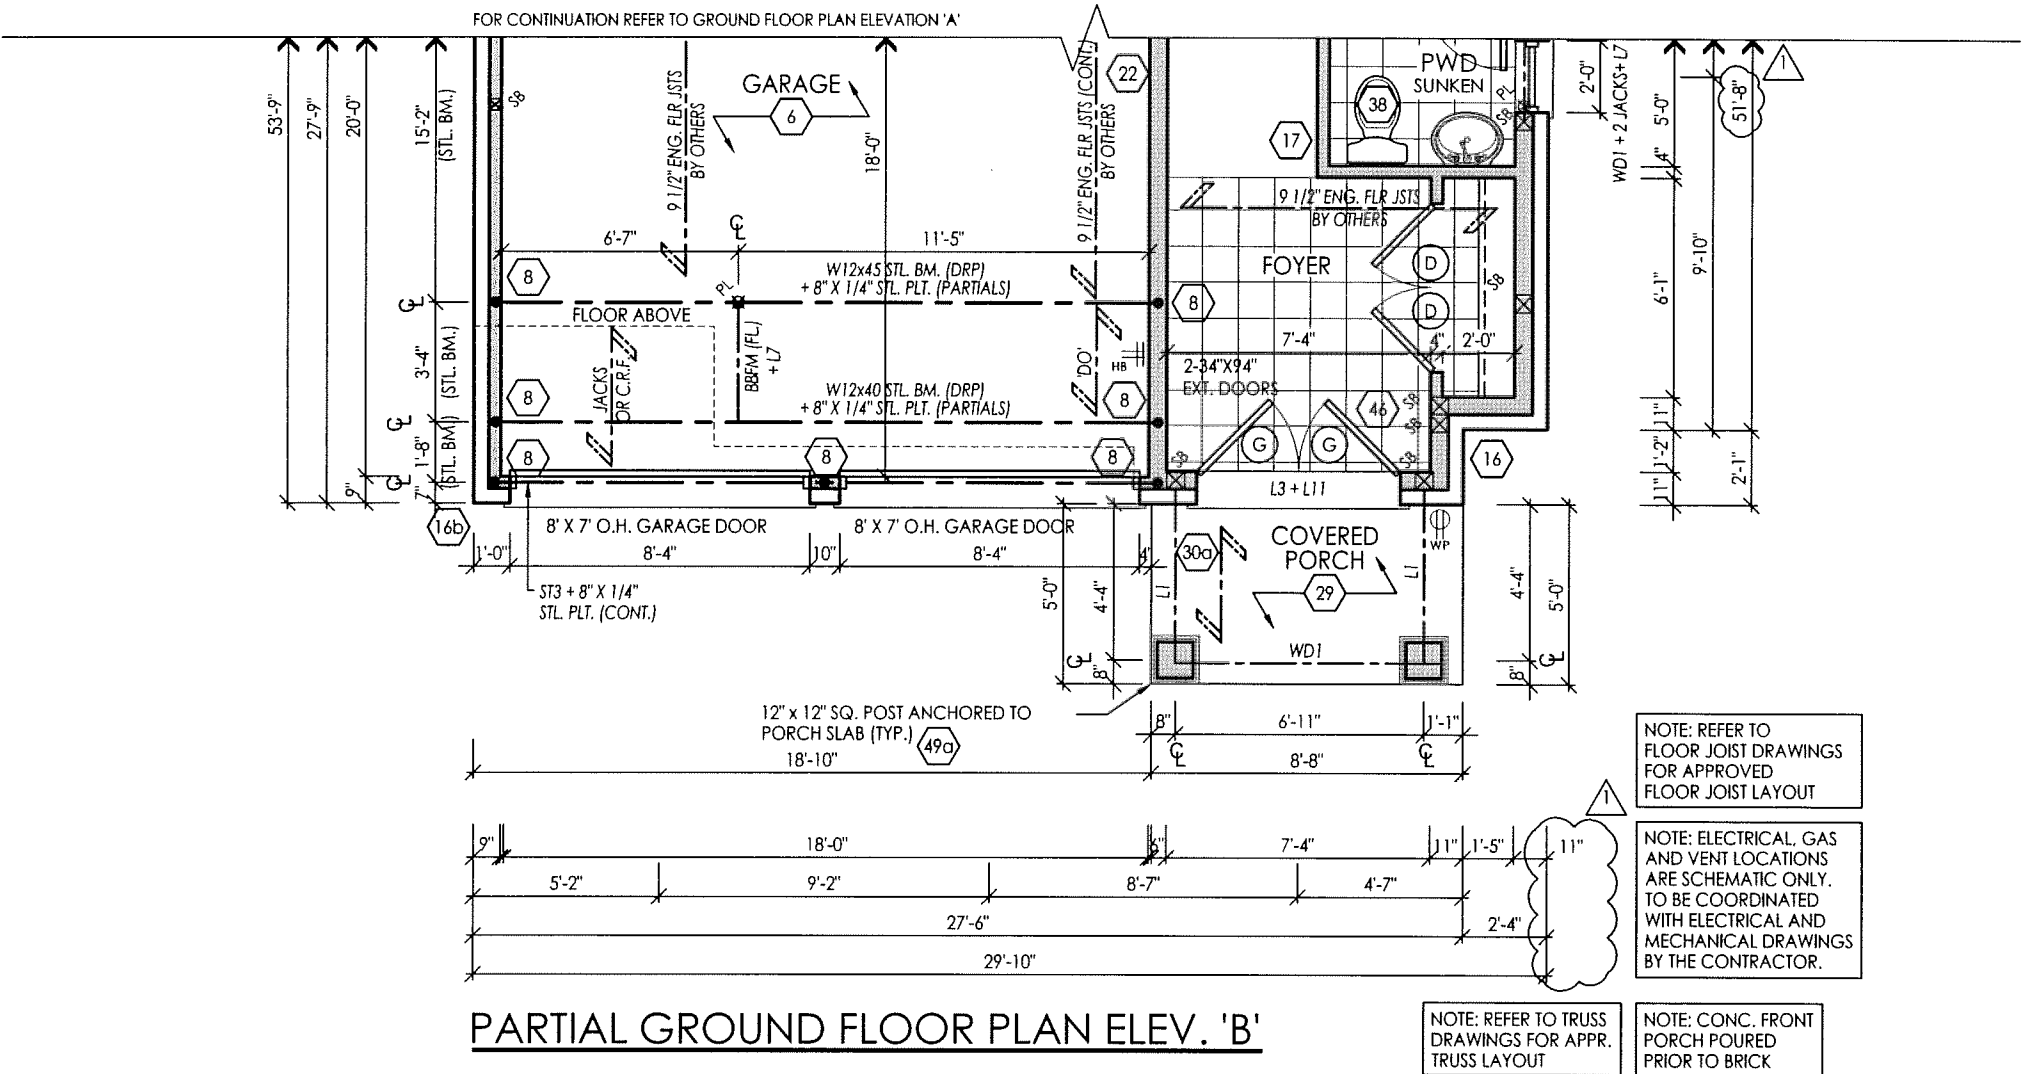 FOR CONTINUATION REFER TO GROUND FLOOR PLAN ELEVATION 'A'
53'-9"
27'-9"
20'-0"
9"
15'-2"
(STL. BM.)
3'-4"
(STL. BM.)
1'-8"
(STL. BM.)
7"
SB
9 1/2" ENG. FLR JSTS
BY OTHERS
GARAGE
6
18'-0"
9 1/2" ENG. FLR JSTS (CONT.)
BY OTHERS
22
17
PWD
SUNKEN
38
PL
SB
2'-0"
WD1 + 2 JACKS+ L7
5'-0"
4"
6'-1"
11"
1'-2"
11"
9'-10"
51'-8"
2'-1"
1
9 1/2" ENG. FLR JSTS
BY OTHERS
FOYER
D
D
SB
7'-4"
4"
2'-0"
6'-7"
11'-5"
8
W12x45 STL. BM. (DRP)
+ 8" X 1/4" STL. PLT. (PARTIALS)
PL
8
FLOOR ABOVE
JACKS
OR C.R.F.
BBFM (FL.)
+ L7
'DO'
HB
W12x40 STL. BM. (DRP)
+ 8" X 1/4" STL. PLT. (PARTIALS)
8
8
2-34"X94"
EXT. DOORS
46
SB
SB
SB
SB
G
G
8
8
8
16
L3 + L11
16b
8' X 7' O.H. GARAGE DOOR
8' X 7' O.H. GARAGE DOOR
1'-0"
8'-4"
10"
8'-4"
4"
ST3 + 8" X 1/4"
STL. PLT. (CONT.)
COVERED
PORCH
29
30a
WP
L1
L1
WD1
5'-0"
4'-4"
8"
4'-4"
5'-0"
8"
12" x 12" SQ. POST ANCHORED TO
PORCH SLAB (TYP.)
49a
8"
6'-11"
1'-1"
18'-10"
8'-8"
9"
18'-0"
6"
7'-4"
11"
1'-5"
11"
5'-2"
9'-2"
8'-7"
4'-7"
27'-6"
2'-4"
29'-10"
1
NOTE: REFER TO
FLOOR JOIST DRAWINGS
FOR APPROVED
FLOOR JOIST LAYOUT
NOTE: ELECTRICAL, GAS
AND VENT LOCATIONS
ARE SCHEMATIC ONLY.
TO BE COORDINATED
WITH ELECTRICAL AND
MECHANICAL DRAWINGS
BY THE CONTRACTOR.
PARTIAL GROUND FLOOR PLAN ELEV. 'B'
NOTE: REFER TO TRUSS
DRAWINGS FOR APPR.
TRUSS LAYOUT
NOTE: CONC. FRONT
PORCH POURED
PRIOR TO BRICK